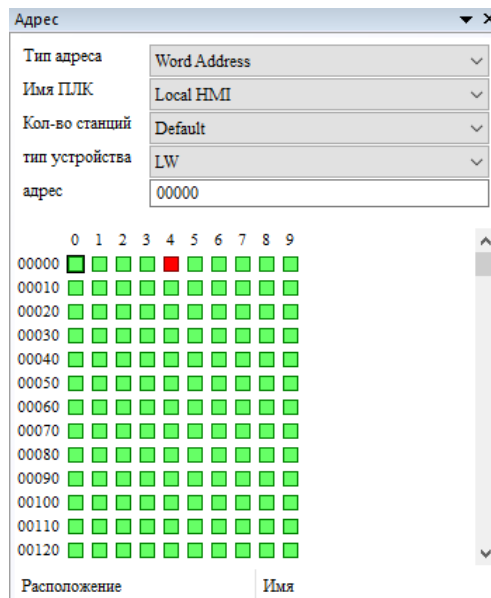 Адрес
Тип адреса Word Address
Имя ПЛК Local HMI
Кол-во станций Default
тип устройства LW
адрес 00000
0 1 2 3 4 5 6 7 8 9
00000
00010
00020
00030
00040
00050
00060
00070
00080
00090
00100
00110
00120
Расположение Имя